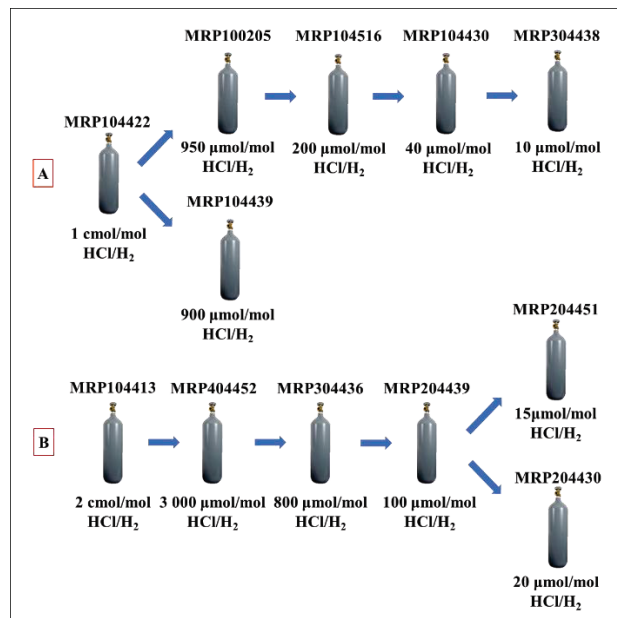 MRP100205 MRP104516 MRP104430 MRP304438
MRP104422
950 µmol/mol 200 µmol/mol 40 µmol/mol 10 µmol/mol
HCl/H₂ HCl/H₂ HCl/H₂ HCl/H₂
A
MRP104439
1 cmol/mol
HCl/H₂
900 µmol/mol
HCl/H₂
MRP204451
MRP104413 MRP404452 MRP304436 MRP204439
15µmol/mol
HCl/H₂
B
MRP204430
2 cmol/mol 3 000 µmol/mol 800 µmol/mol 100 µmol/mol
HCl/H₂ HCl/H₂ HCl/H₂ HCl/H₂
20 µmol/mol
HCl/H₂